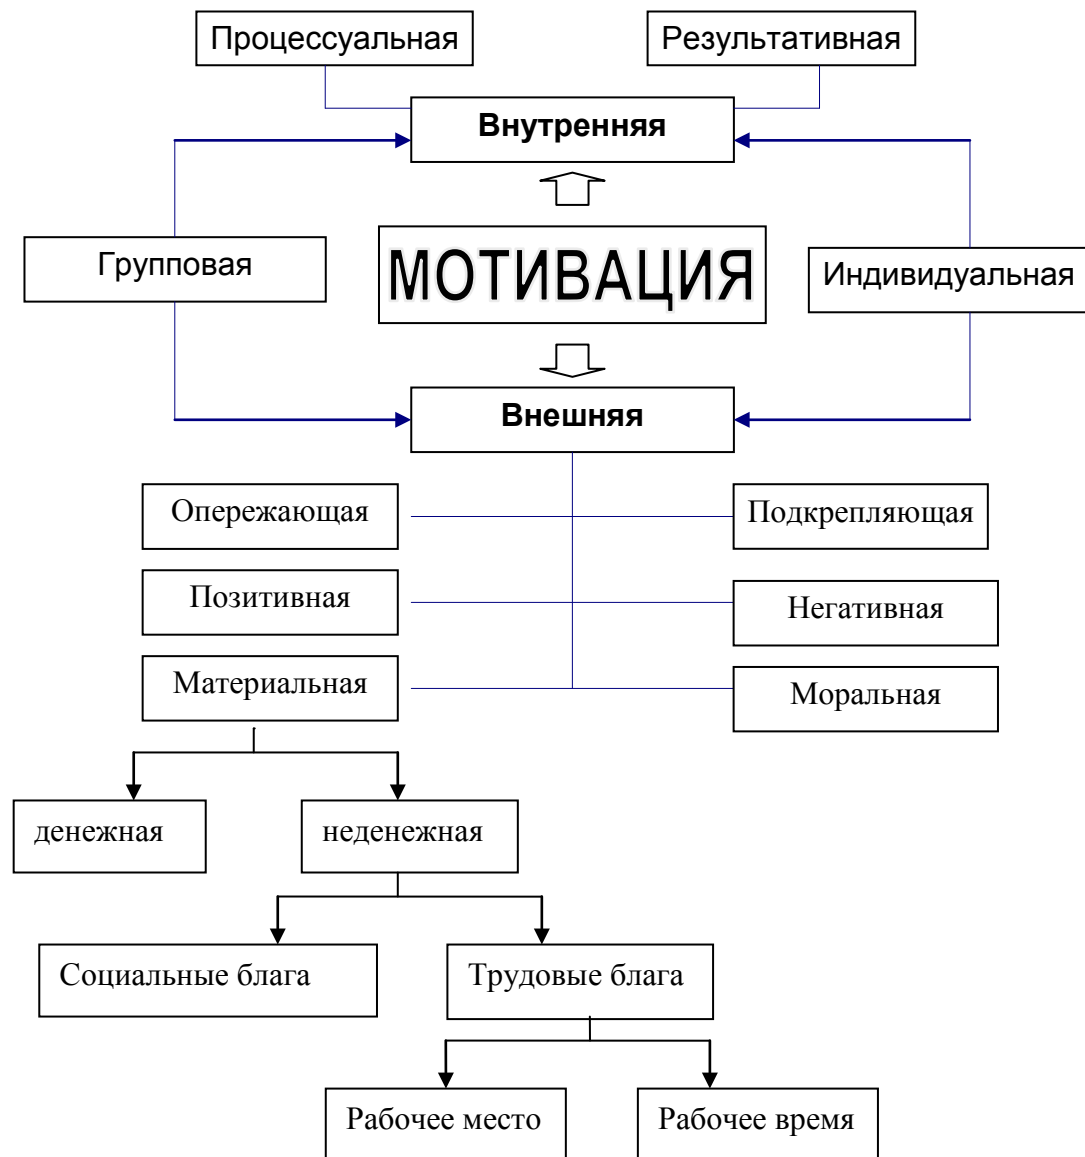 Процессуальная
Результативная
Внутренняя
Групповая
МОТИВАЦИЯ
Индивидуальная
Внешняя
Опережающая
Подкрепляющая
Позитивная
Негативная
Материальная
Моральная
денежная
неденежная
Социальные блага
Трудовые блага
Рабочее место
Рабочее время